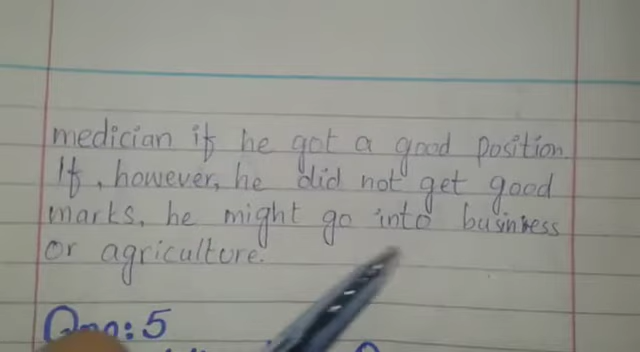 medician if he got a good position.
If, however, he did not get good
marks, he might go into business
or agriculture.
Qno: 5